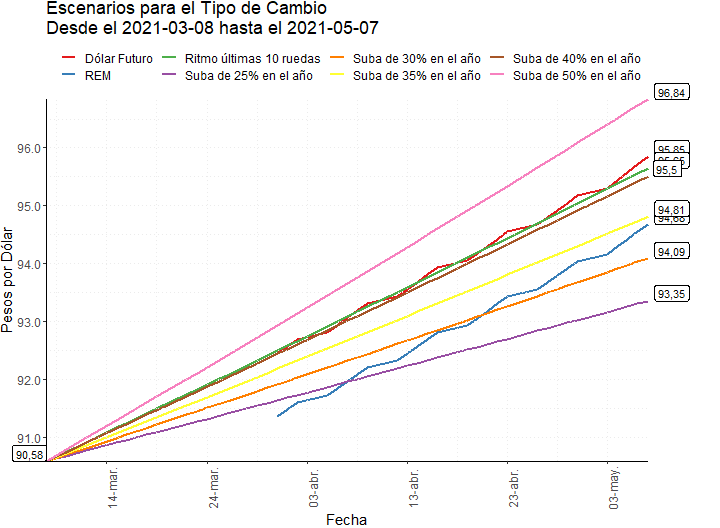 Escenarios para el Tipo de Cambio
Desde el 2021-03-08 hasta el 2021-05-07
Dólar Futuro
Ritmo últimas 10 ruedas
Suba de 30% en el año
Suba de 40% en el año
REM
Suba de 25% en el año
Suba de 35% en el año
Suba de 50% en el año
96,84
95,85
95,5
94,81
94,68
94,09
93,35
90,58
96.0
95.0
94.0
93.0
92.0
91.0
Pesos por Dólar
14-mar.
24-mar.
03-abr.
13-abr.
23-abr.
03-may.
Fecha